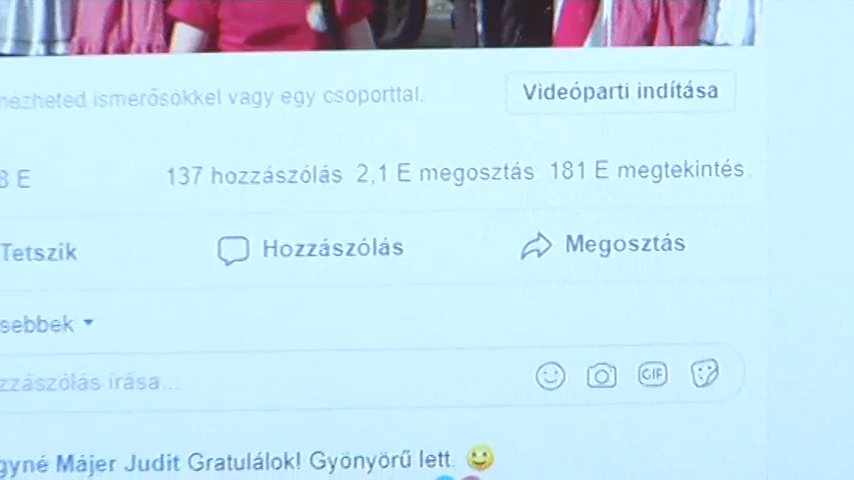 nézheted ismerősökkel vagy egy csoporttal. Videóparti indítása
8 E 137 hozzászólás 2,1 E megosztás 181 E megtekintés
Tetszik Hozzászólás Megosztás
sebbek
zzászólás írása...
GIF
gyné Májer Judit Gratulálok! Gyönyörű lett.